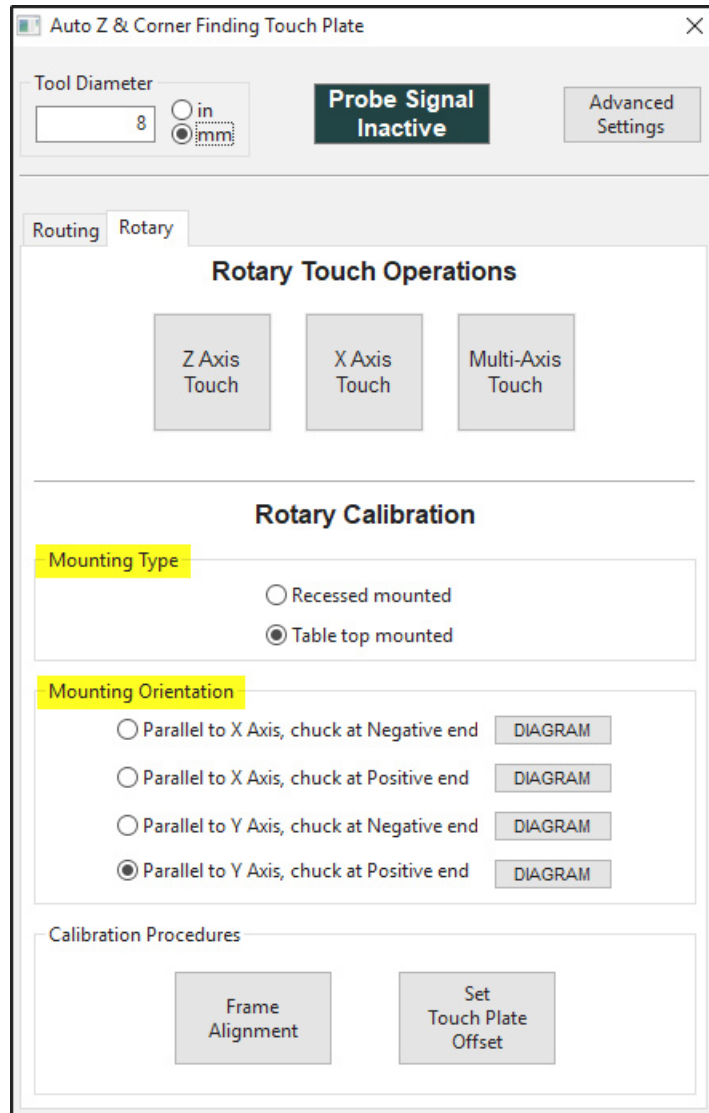 Auto Z & Corner Finding Touch Plate
Tool Diameter
8
in
mm
Probe Signal
Inactive
Advanced
Settings
Routing
Rotary
Rotary Touch Operations
Z Axis
Touch
X Axis
Touch
Multi-Axis
Touch
Rotary Calibration
Mounting Type
Recessed mounted
Table top mounted
Mounting Orientation
Parallel to X Axis, chuck at Negative end DIAGRAM
Parallel to X Axis, chuck at Positive end DIAGRAM
Parallel to Y Axis, chuck at Negative end DIAGRAM
Parallel to Y Axis, chuck at Positive end DIAGRAM
Calibration Procedures
Frame
Alignment
Set
Touch Plate
Offset